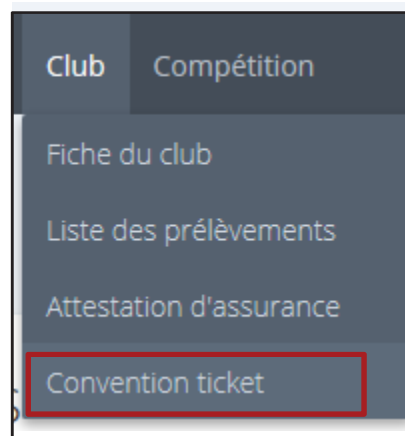 Club Compétition
Fiche du club
Liste des prélèvements
Attestation d'assurance
Convention ticket